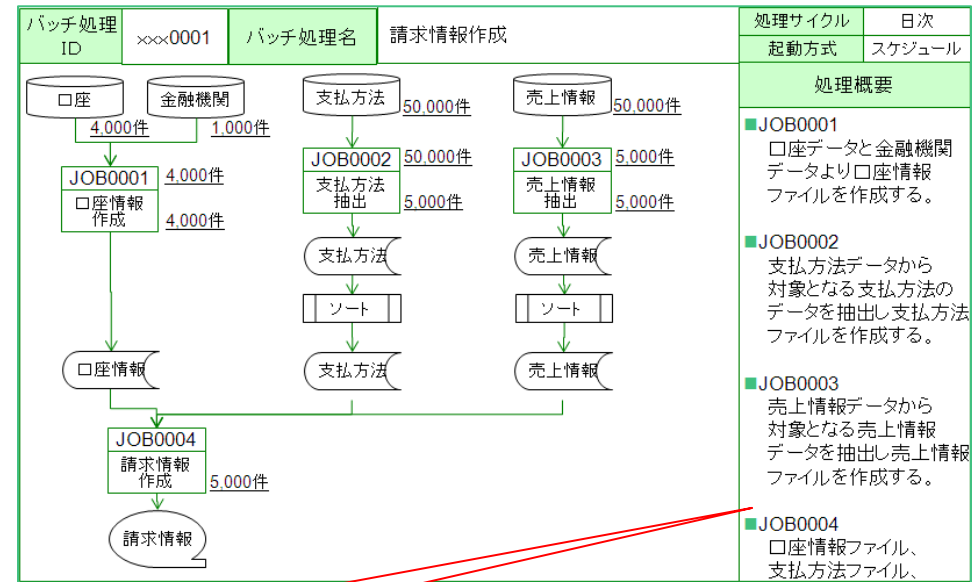 バッチ処理
ID
×××0001
バッチ処理名
請求情報作成
処理サイクル
日次
起動方式
スケジュール
処理概要
口座
金融機関
4,000件
1,000件
支払方法
50,000件
売上情報
50,000件
JOB0001
4,000件
口座情報
作成
4,000件
JOB0002
50,000件
支払方法
抽出
5,000件
JOB0003
5,000件
売上情報
抽出
5,000件
支払方法
売上情報
ソート
ソート
口座情報
支払方法
売上情報
JOB0004
請求情報
作成
5,000件
請求情報
■JOB0001
口座データと金融機関
データより口座情報
ファイルを作成する。
■JOB0002
支払方法データから
対象となる支払方法の
データを抽出し支払方法
ファイルを作成する。
■JOB0003
売上情報データから
対象となる売上情報
データを抽出し売上情報
ファイルを作成する。
■JOB0004
口座情報ファイル、
支払方法ファイル、